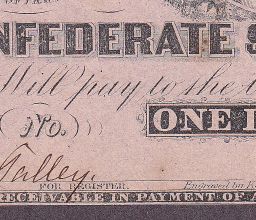 NFEDERATE S
Will pay to the
(No.)
ONE
Talley
FOR REGISTER.
Engraved by
RECEIVABLE IN PAYMENT OF